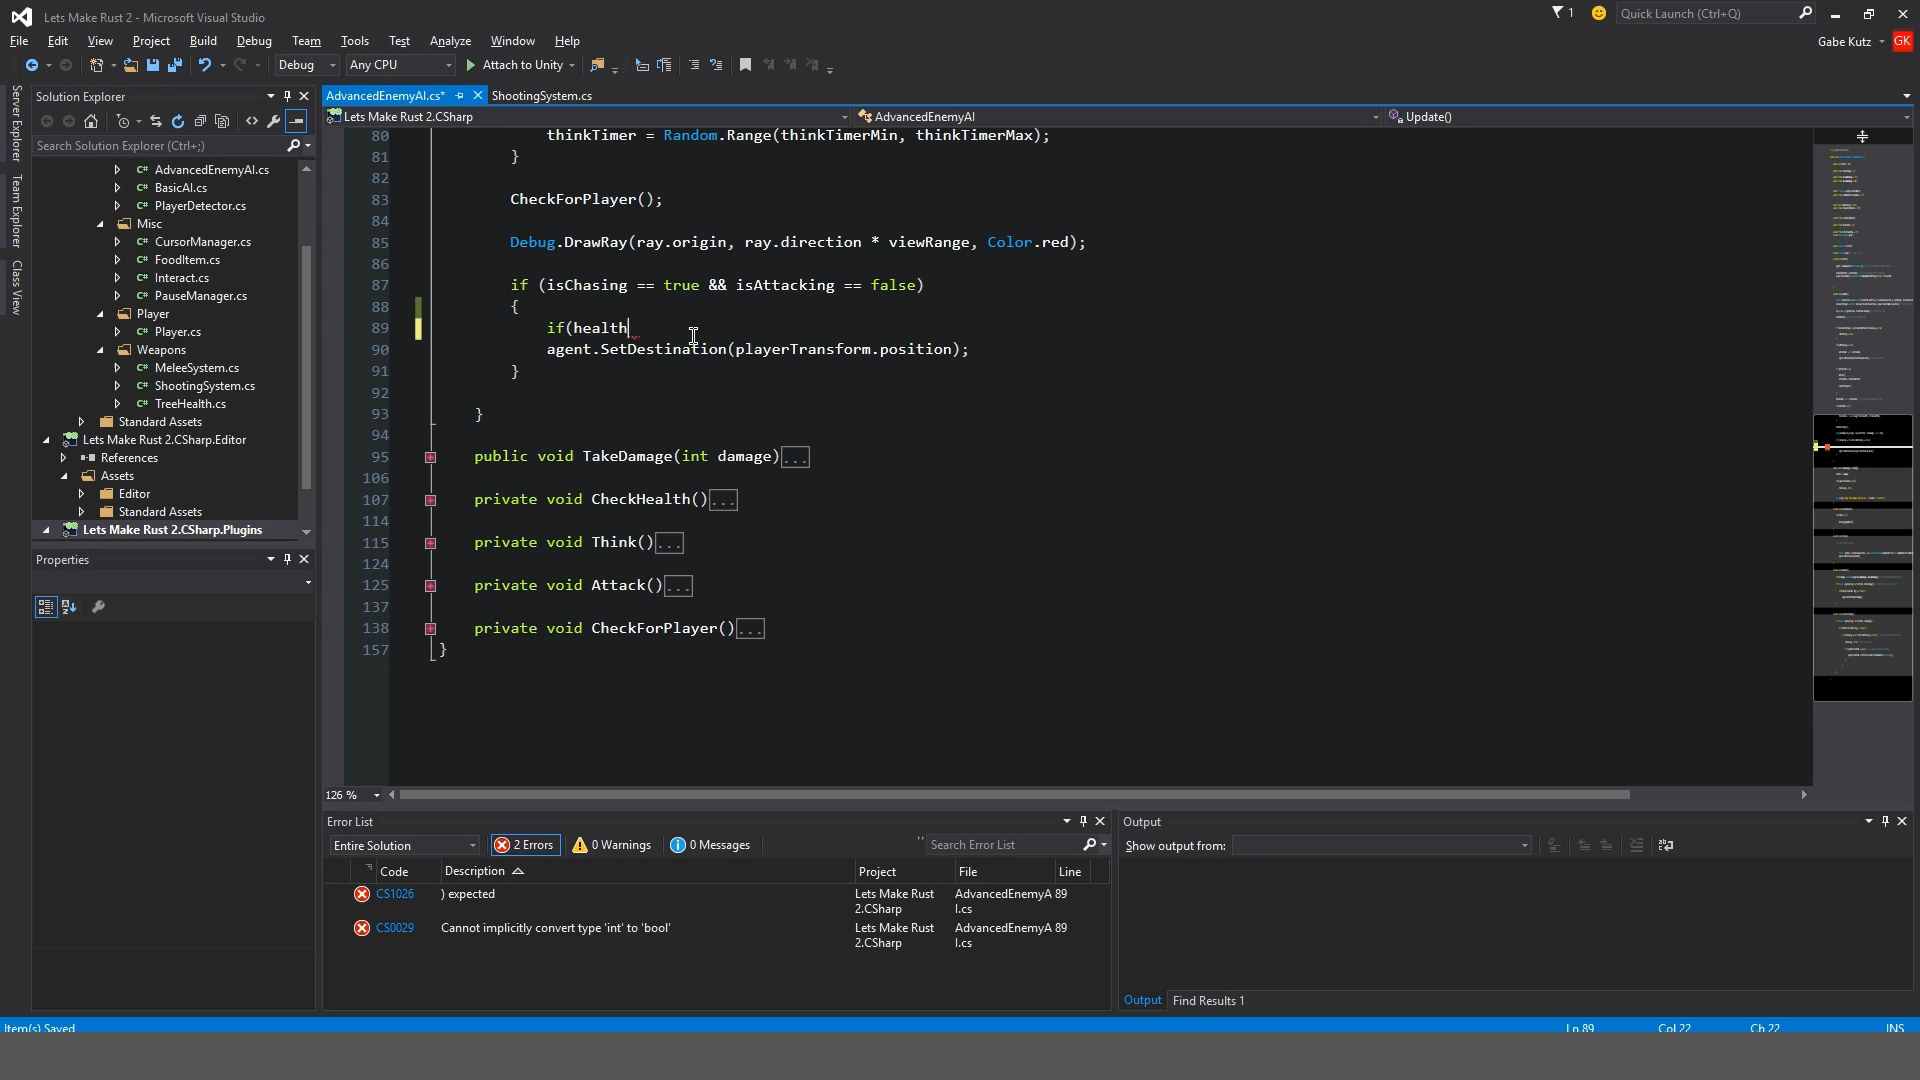 Lets Make Rust 2 - Microsoft Visual Studio
1
Quick Launch (Ctrl+Q)
File Edit View Project Build Debug Team Tools Test Analyze Window Help
Gabe Kutz GK
Debug Any CPU Attach to Unity
Server Explorer
Team Explorer
Class View
Solution Explorer
Search Solution Explorer (Ctrl+;)
C# AdvancedEnemyAI.cs
C# BasicAI.cs
C# PlayerDetector.cs
Misc
C# CursorManager.cs
C# FoodItem.cs
C# Interact.cs
C# PauseManager.cs
Player
C# Player.cs
Weapons
C# MeleeSystem.cs
C# ShootingSystem.cs
C# TreeHealth.cs
Standard Assets
Lets Make Rust 2.CSharp.Editor
References
Assets
Editor
Standard Assets
Lets Make Rust 2.CSharp.Plugins
Properties
AdvancedEnemyAI.cs* ShootingSystem.cs
Lets Make Rust 2.CSharp AdvancedEnemyAI Update()
80 thinkTimer = Random.Range(thinkTimerMin, thinkTimerMax);
81 }
82
83 CheckForPlayer();
84
85 Debug.DrawRay(ray.origin, ray.direction * viewRange, Color.red);
86
87 if (isChasing == true && isAttacking == false)
88 {
89 if(health
90 agent.SetDestination(playerTransform.position);
91 }
92
93 }
94
95 public void TakeDamage(int damage)...
106
107 private void CheckHealth()...
114
115 private void Think()...
124
125 private void Attack()...
137
138 private void CheckForPlayer()...
157 }
126 %
Error List
Entire Solution 2 Errors 0 Warnings 0 Messages Search Error List
Code Description Project File Line
CS1026 ) expected Lets Make Rust AdvancedEnemyA 89
2.CSharp I.cs
CS0029 Cannot implicitly convert type 'int' to 'bool' Lets Make Rust AdvancedEnemyA 89
2.CSharp I.cs
Output
Show output from:
Output Find Results 1
Item(s) Saved Ln 89 Col 22 Ch 22 INS